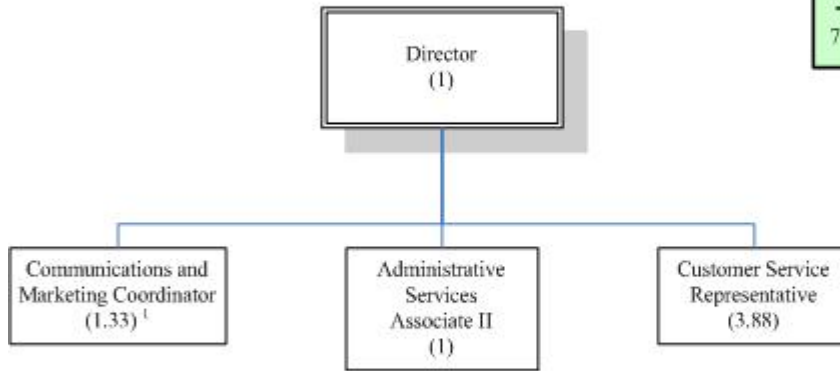 Director
(1)
7
Communications and
Marketing Coordinator
(1.33) 1
Administrative
Services
Associate II
(1)
Customer Service
Representative
(3.88)